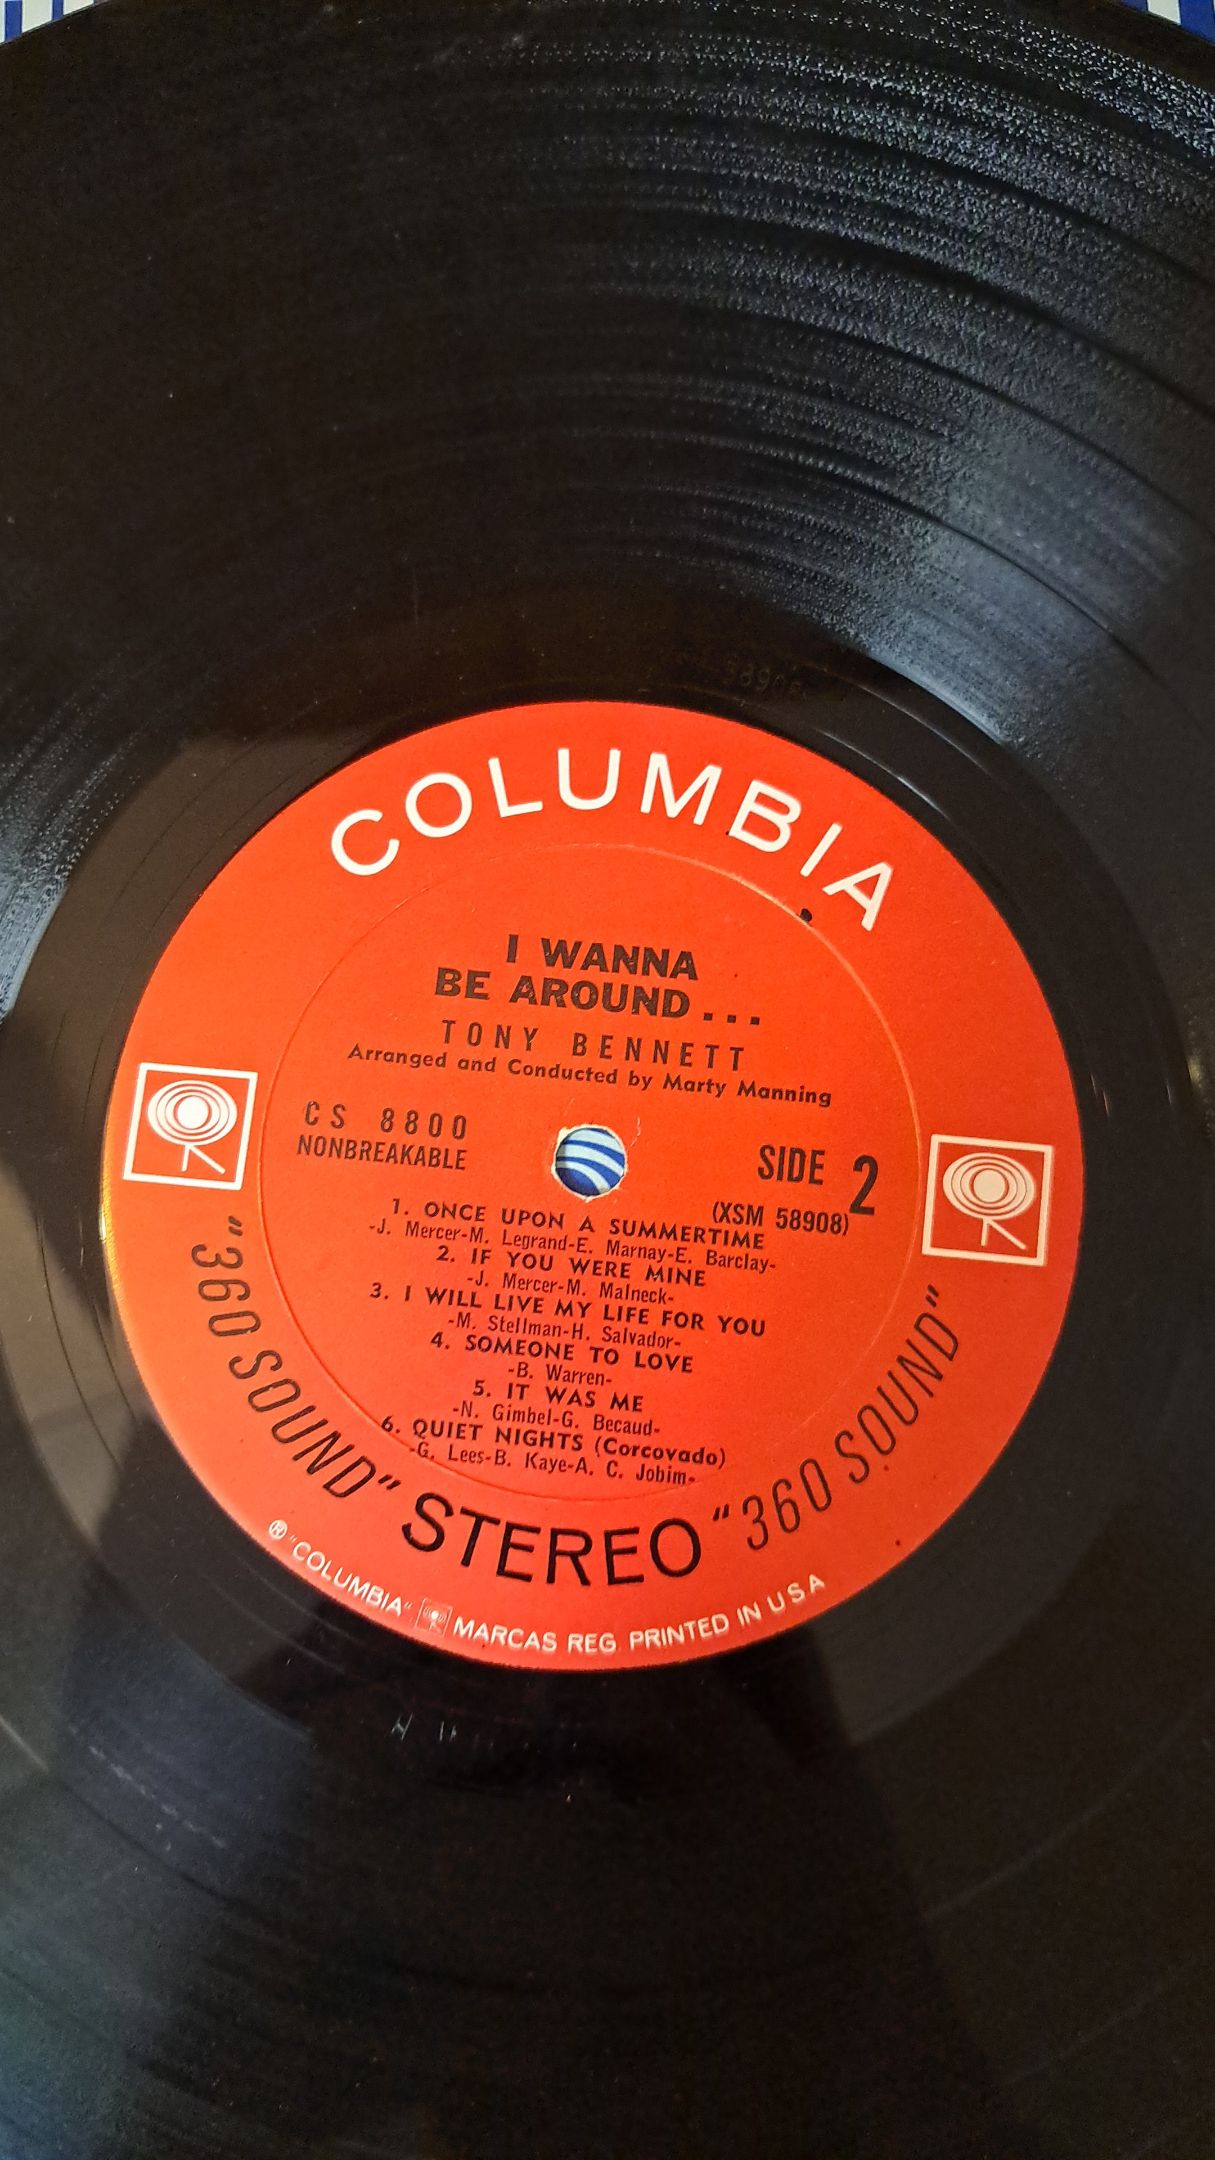 COLUMBIA
I WANNA
BE AROUND...
TONY BENNETT
Arranged and Conducted by Marty Manning
CS 8800
NONBREAKABLE
SIDE 2
(XSM 58908)
1. ONCE UPON A SUMMERTIME
-J. Mercer-M. Legrand-E. Marnay-E. Barclay-
2. IF YOU WERE MINE
-J. Mercer-M. Malneck-
3. I WILL LIVE MY LIFE FOR YOU
-M. Stellman-H. Salvador-
4. SOMEONE TO LOVE
-B. Warren-
5. IT WAS ME
-N. Gimbel-G. Becaud-
6. QUIET NIGHTS (Corcovado)
-G. Lees-B. Kaye-A. C. Jobim-
"360 SOUND" STEREO "360 SOUND"
® "COLUMBIA" MARCAS REG. PRINTED IN U S A